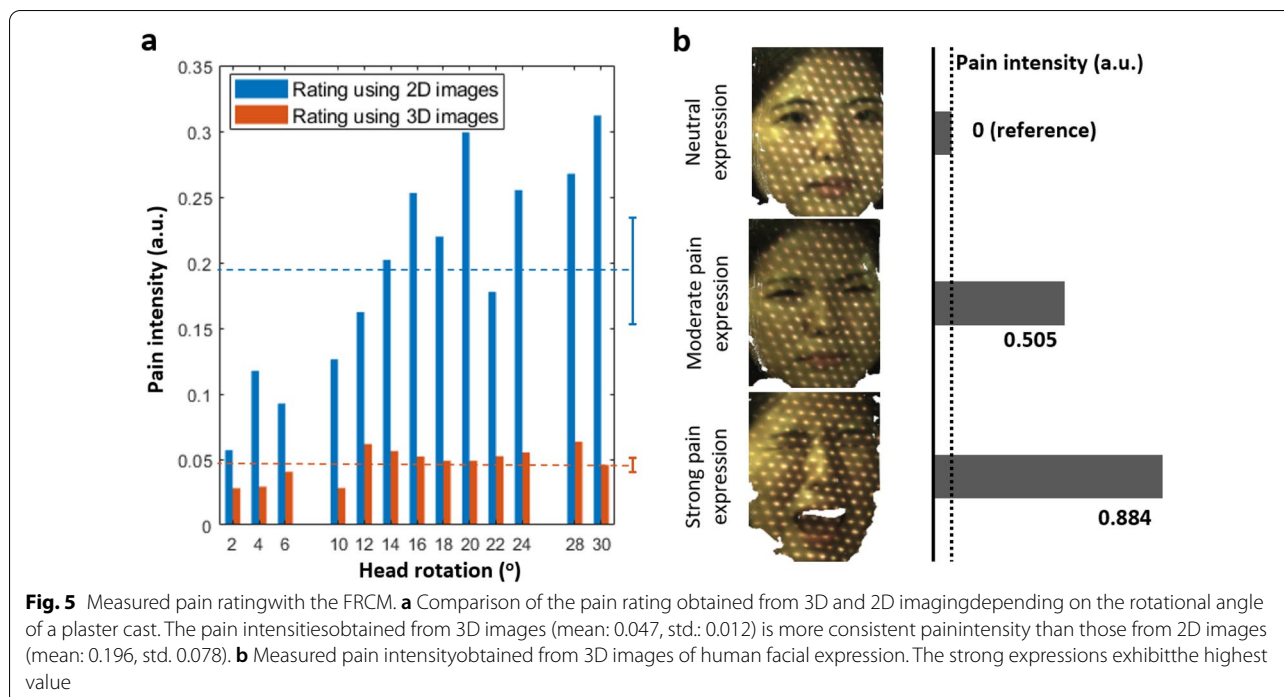 a
0.35
0.3
0.25
0.2
0.15
0.1
0.05
0
Pain intensity (a.u.)
Rating using 2D images
Rating using 3D images
2 4 6 10 12 14 16 18 20 22 24 28 30
Head rotation (°)
b
Neutral
expression
Moderate pain
expression
Strong pain
expression
Pain intensity (a.u.)
0 (reference)
0.505
0.884
Fig. 5 Measured pain ratingwith the FRCM. a Comparison of the pain rating obtained from 3D and 2D imagingdepending on the rotational angle
of a plaster cast. The pain intensitiesobtained from 3D images (mean: 0.047, std.: 0.012) is more consistent painintensity than those from 2D images
(mean: 0.196, std. 0.078). b Measured pain intensityobtained from 3D images of human facial expression. The strong expressions exhibitthe highest
value